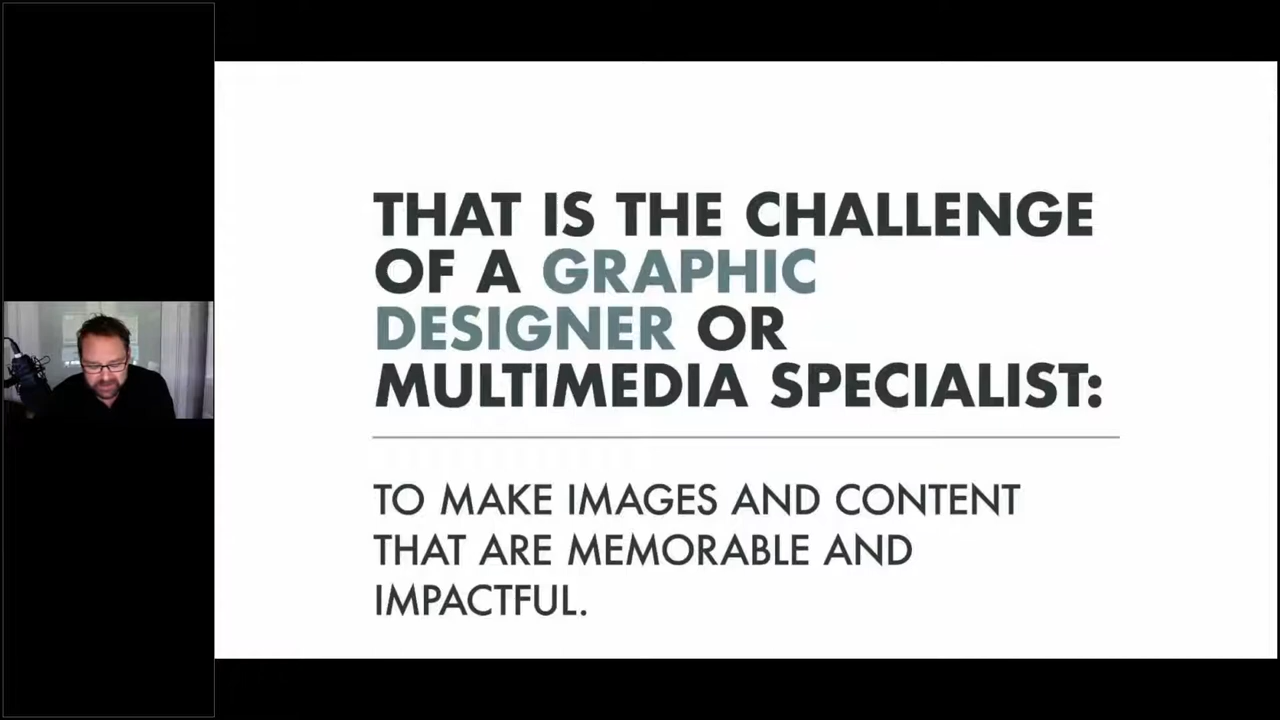 THAT IS THE CHALLENGE
OF A GRAPHIC
DESIGNER OR
MULTIMEDIA SPECIALIST:
TO MAKE IMAGES AND CONTENT
THAT ARE MEMORABLE AND
IMPACTFUL.